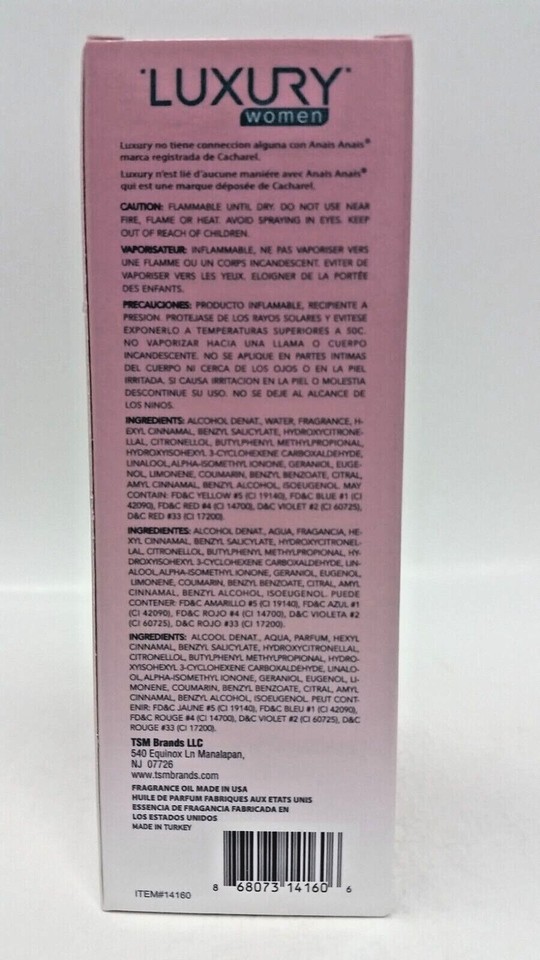 LUXURY
women
Luxury no tiene connection alguna con Anais Anais®
marca registrada de Cacharel.
Luxury n'est lié d'aucune manière avec Anais Anais®
qui est une marque déposée de Cacharel.
CAUTION: FLAMMABLE UNTIL DRY. DO NOT USE NEAR
FIRE, FLAME OR HEAT. AVOID SPRAYING IN EYES. KEEP
OUT OF REACH OF CHILDREN.
VAPORISATEUR: INFLAMMABLE, NE PAS VAPORISER VERS
UNE FLAMME OU UN CORPS INCANDESCENT. EVITER DE
VAPORISER VERS LES YEUX. ELOIGNER DE LA PORTÉE
DES ENFANTS.
PRECAUCIONES: PRODUCTO INFLAMABLE, RECIPIENTE A
PRESION. PROTEJASE DE LOS RAYOS SOLARES Y EVITESE
EXPONERLO A TEMPERATURAS SUPERIORES A 50C.
NO VAPORIZAR HACIA UNA LLAMA O CUERPO
INCANDESCENTE. NO SE APLIQUE EN PARTES INTIMAS
DEL CUERPO NI CERCA DE LOS OJOS O EN LA PIEL
IRRITADA. SI CAUSA IRRITACION EN LA PIEL O MOLESTIA
DESCONTINUE SU USO. NO SE DEJE AL ALCANCE DE
LOS NINOS.
INGREDIENTS: ALCOHOL DENAT., WATER, FRAGRANCE, H-
EXYL CINNAMAL, BENZYL SALICYLATE, HYDROXYCITRONE-
LLAL, CITRONELLOL, BUTYLPHENYL METHYLPROPIONAL,
HYDROXYISOHEXYL 3-CYCLOHEXENE CARBOXALDEHYDE,
LINALOOL,ALPHA-ISOMETHYL IONONE, GERANIOL, EUGE-
NOL, LIMONENE, COUMARIN, BENZYL BENZOATE, CITRAL,
AMYL CINNAMAL, BENZYL ALCOHOL, ISOEUGENOL. MAY
CONTAIN: FD&C YELLOW #5 (CI 19140), FD&C BLUE #1 (CI
42090), FD&C RED #4 (CI 14700), D&C VIOLET #2 (CI 60725),
D&C RED #33 (CI 17200).
INGREDIENTES: ALCOHOL DENAT., AGUA, FRAGANCIA, HE-
XYL CINNAMAL, BENZYL SALICYLATE, HYDROXYCITRONEL-
LAL, CITRONELLOL, BUTYLPHENYL METHYLPROPIONAL, HY-
DROXYISOHEXYL 3-CYCLOHEXENE CARBOXALDEHYDE, LIN-
ALOOL,ALPHA-ISOMETHYL IONONE, GERANIOL, EUGENOL,
LIMONENE, COUMARIN, BENZYL BENZOATE, CITRAL, AMYL
CINNAMAL, BENZYL ALCOHOL, ISOEUGENOL. PUEDE
CONTENER: FD&C AMARILLO #5 (CI 19140), FD&C AZUL #1
(CI 42090), FD&C ROJO #4 (CI 14700), D&C VIOLETA #2
(CI 60725), D&C ROJO #33 (CI 17200).
INGREDIENTS: ALCOOL DENAT., AQUA, PARFUM, HEXYL
CINNAMAL, BENZYL SALICYLATE, HYDROXYCITRONELLAL,
CITRONELLOL, BUTYLPHENYL METHYLPROPIONAL, HYDRO-
XYISOHEXYL 3-CYCLOHEXENE CARBOXALDEHYDE, LINALO-
OL,ALPHA-ISOMETHYL IONONE, GERANIOL, EUGENOL, LI-
MONENE, COUMARIN, BENZYL BENZOATE, CITRAL, AMYL
CINNAMAL, BENZYL ALCOHOL, ISOEUGENOL. PEUT CONT-
ENIR: FD&C JAUNE #5 (CI 19140), FD&C BLEU #1 (CI 42090),
FD&C ROUGE #4 (CI 14700), D&C VIOLET #2 (CI 60725), D&C
ROUGE #33 (CI 17200).
TSM Brands LLC
540 Equinox Ln Manalapan,
NJ 07726
www.tsmbrands.com
FRAGRANCE OIL MADE IN USA
HUILE DE PARFUM FABRIQUES AUX ETATS UNIS
ESSENCIA DE FRAGANCIA FABRICADA EN
LOS ESTADOS UNIDOS
MADE IN TURKEY
ITEM#14160
8 68073 14160 6